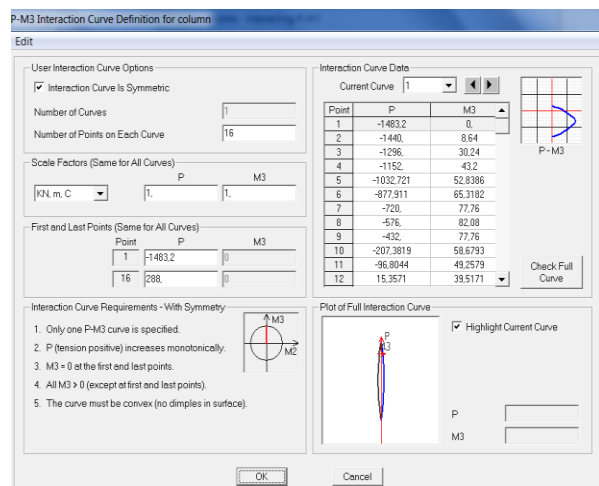 P-M3 Interaction Curve Definition for column
Edit
User Interaction Curve Options
Interaction Curve Is Symmetric
Number of Curves 1
Number of Points on Each Curve 16
Scale Factors (Same for All Curves)
P M3
KN, m, C 1, 1,
First and Last Points (Same for All Curves)
Point P M3
1 -1483,2 0
16 288, 0
Interaction Curve Requirements - With Symmetry
1. Only one P-M3 curve is specified.
2. P (tension positive) increases monotonically.
3. M3 = 0 at the first and last points.
4. All M3 > 0 (except at first and last points).
5. The curve must be convex (no dimples in surface).
M3
M2
Interaction Curve Data
Current Curve 1
Point P M3
1 -1483,2 0,
2 -1440, 8,64
3 -1296, 30,24
4 -1152, 43,2
5 -1032,721 52,8386
6 -877,911 65,3182
7 -720, 77,76
8 -576, 82,08
9 -432, 77,76
10 -207,3819 58,6793
11 -96,8044 49,2579
12 15,3571 39,5171
P - M3
Check Full
Curve
Plot of Full Interaction Curve
P
Highlight Current Curve
P
M3
OK Cancel